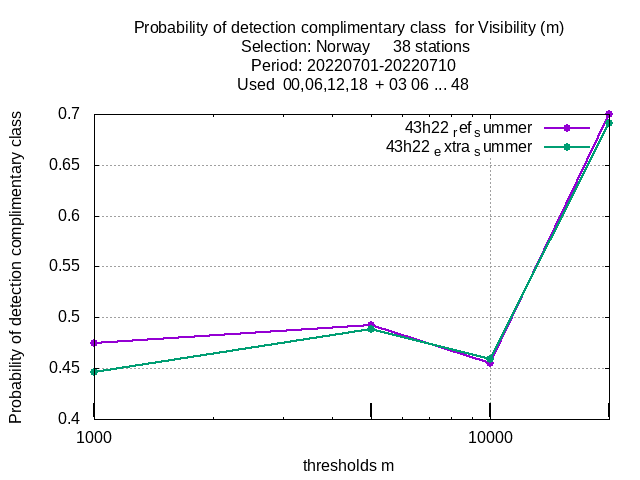 Probability of detection complimentary class  for Visibility (m)
Selection: Norway     38 stations
Period: 20220701-20220710
Used  00,06,12,18  + 03 06 ... 48
Probability of detection complimentary class
0.7
0.65
0.6
0.55
0.5
0.45
0.4
43h22 ref summer
43h22 extra summer
1000
10000
thresholds m